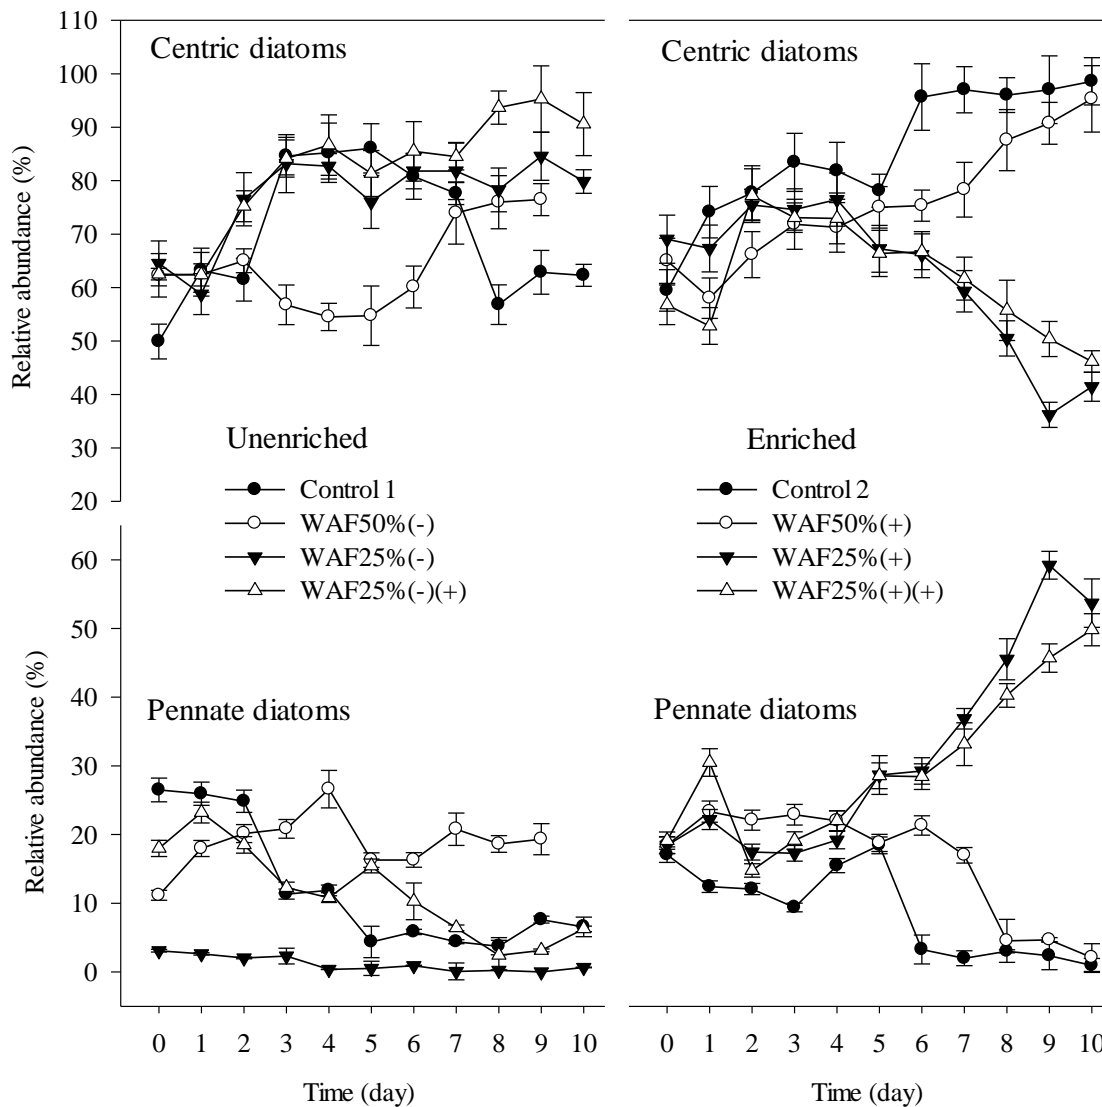 110
100
90
80
70
60
50
40
30
20
Relative abundance (%)
Centric diatoms
Centric diatoms
Unenriched
Control 1
WAF50%(-)
WAF25%(-)
WAF25%(-)(+)
Enriched
Control 2
WAF50%(+)
WAF25%(+)
WAF25%(+)(+)
60
50
40
30
20
10
0
Relative abundance (%)
Pennate diatoms
Pennate diatoms
0 1 2 3 4 5 6 7 8 9 10
0 1 2 3 4 5 6 7 8 9 10
Time (day)
Time (day)